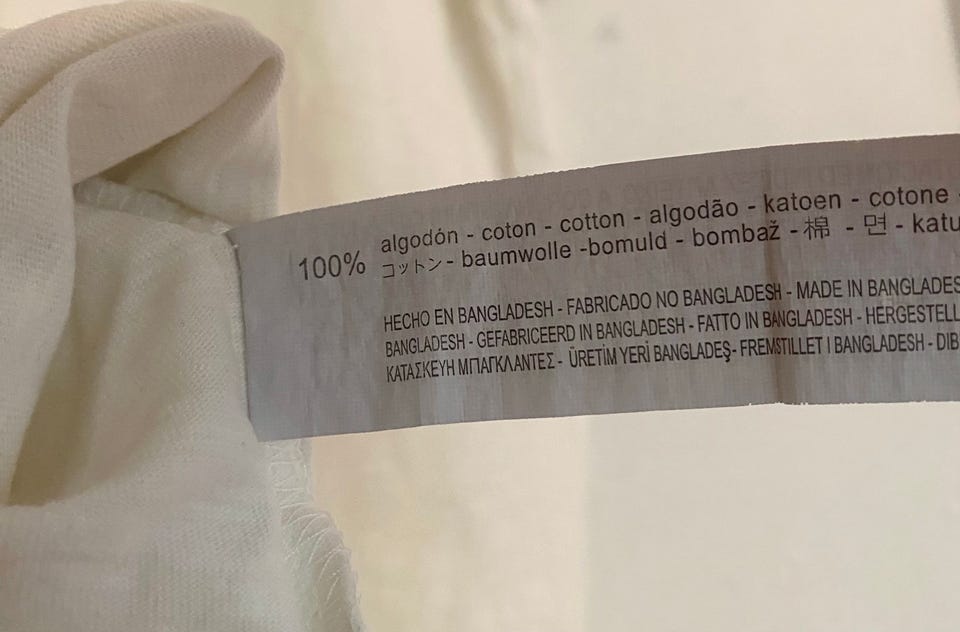 100% algodón - coton - cotton - algodão - katoen - cotone -
コットン - baumwolle -bomuld - bombaž - 棉 - 면 - katu
HECHO EN BANGLADESH - FABRICADO NO BANGLADESH - MADE IN BANGLADES
BANGLADESH - GEFABRICEERD IN BANGLADESH - FATTO IN BANGLADESH - HERGESTELL
ΚΑΤΑΣΚΕΥΗ ΜΠΑΓΚΛΑΝΤΕΣ - ÜRETİM YERİ BANGLADEŞ- FREMSTILLET I BANGLADESH - DIB